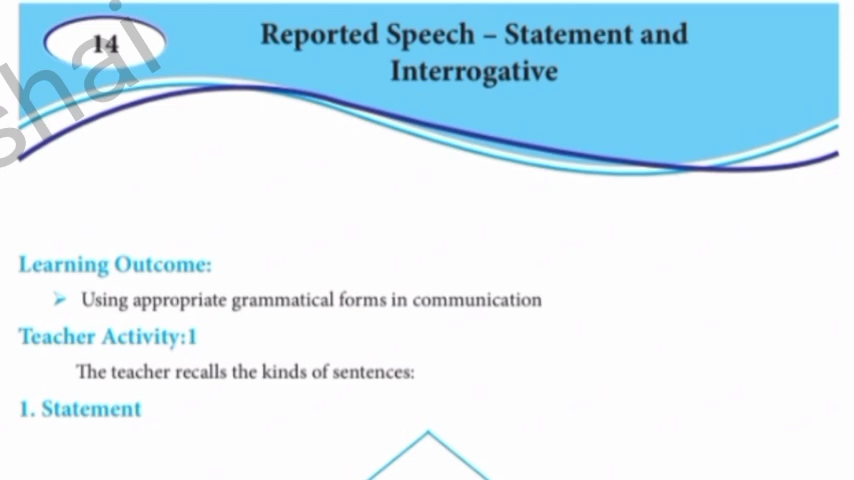 14
Reported Speech – Statement and
Interrogative
Learning Outcome:
➤ Using appropriate grammatical forms in communication
Teacher Activity:1
The teacher recalls the kinds of sentences:
1. Statement